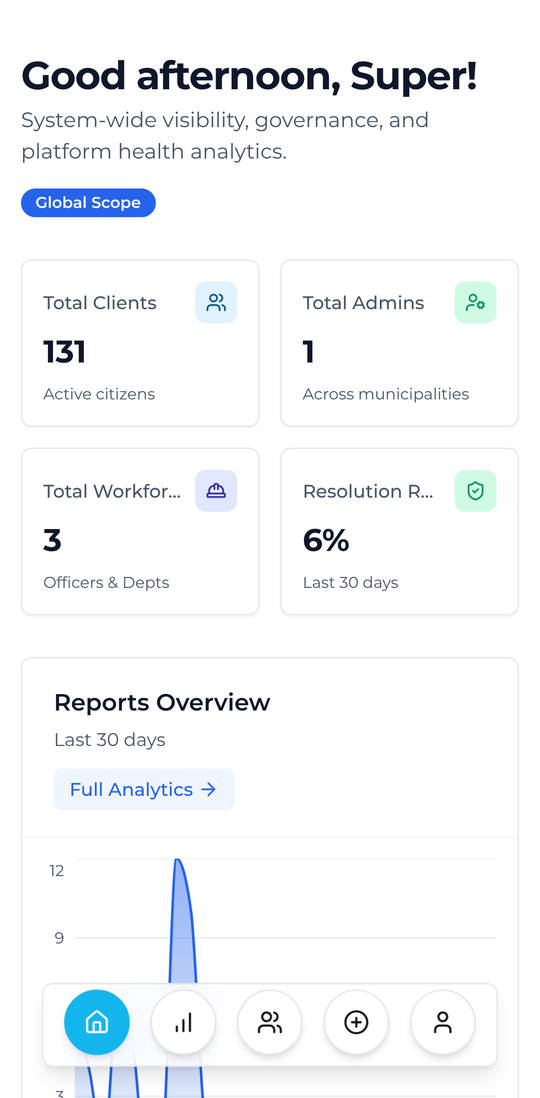 Good afternoon, Super!
System-wide visibility, governance, and
platform health analytics.
Global Scope
Total Clients
131
Active citizens
Total Admins
1
Across municipalities
Total Workfor...
3
Officers & Depts
Resolution R...
6%
Last 30 days
Reports Overview
Last 30 days
Full Analytics →
12
9
3